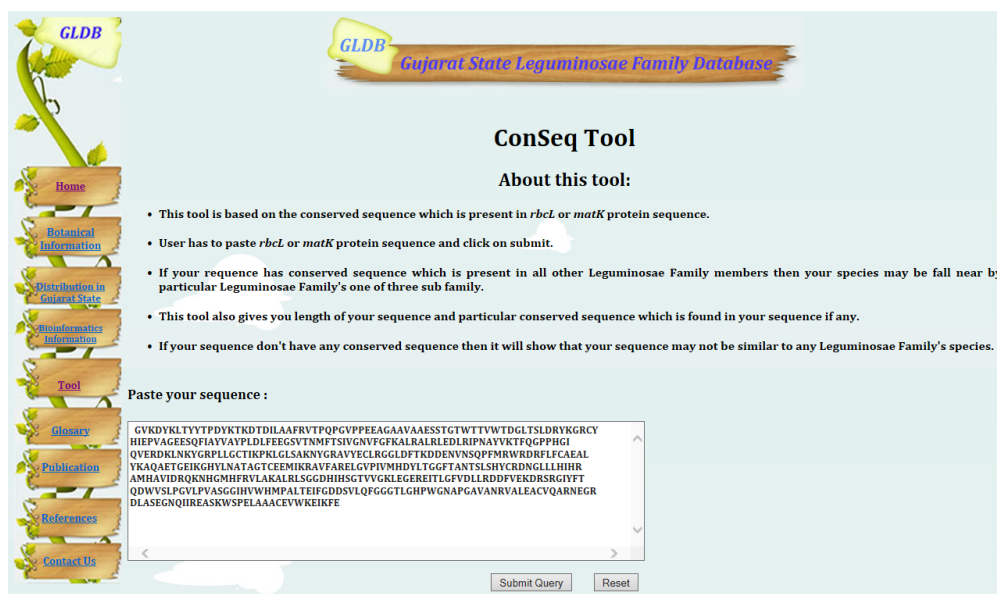 GLDB
GLDB
Gujarat State Leguminosae Family Database
ConSeq Tool
About this tool:
• This tool is based on the conserved sequence which is present in rbcL or matK protein sequence.
• User has to paste rbcL or matK protein sequence and click on submit.
• If your requence has conserved sequence which is present in all other Leguminosae Family members then your species may be fall near by
particular Leguminosae Family's one of three sub family.
• This tool also gives you length of your sequence and particular conserved sequence which is found in your sequence if any.
• If your sequence don't have any conserved sequence then it will show that your sequence may not be similar to any Leguminosae Family's species.
Home
Botanical
Information
Distribution in
Gujarat State
Bioinformatics
Information
Tool
Glosary
Publication
References
Contact Us
Paste your sequence :
GVKDYKLTYYTPDYKTKDTDILAAFRVTPQPGVPPEEAGAAVAAESSTGTWTTVWTDGLTSLDRYKGRCY
HIEPVAGEESQFIAYVAYPLDLFEEGSVTNMFTSIVGNVFGFKALRALRLEDLRIPNAYVKTFQGPPHGI
QVERDKLNKYGRPLLGCTIKPKLGLSAKNYGRAVYECLRGGLDFTKDDENVNSQPFMRWRDRFLFCAEAL
YKAQAETGEIKGHYLNATAGTCEEMIKRAVFARELGVPIVMHDYLTGGFTANTSLSHYCRDNGLLLHIHR
AMHAVIDRQKNHGMHFRVLAKALRLSGGDHIHSGTVVGKLEGEREITLGFVDLLRDDFVEKDRSRGIYFT
QDWVSLPGVLPVASGGIHVWHMPALTEIFGDDSVLQFGGGTLGHPWGNAPGAVANRVALEACVQARNEGR
DLASEGNQIIREASKWSPELAAACEVWKEIKFE
Submit Query
Reset